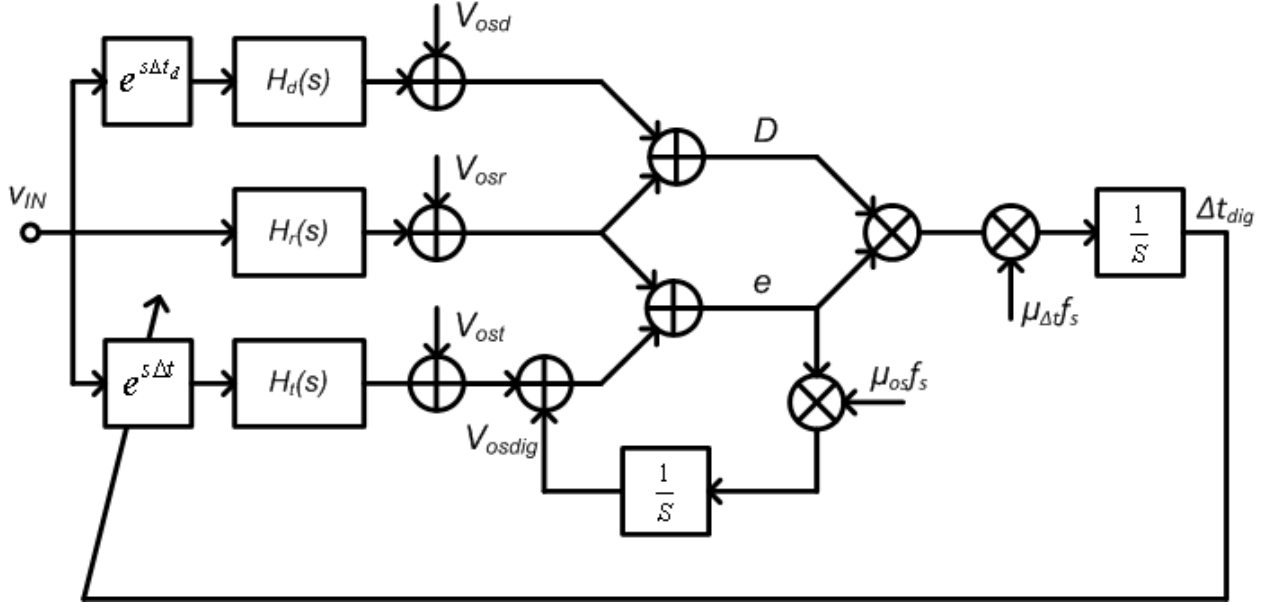 V_osd
e^{sΔt_d}
H_d(s)
D
V_osr
v_IN
H_r(s)
1/s
Δt_dig
e
μ_Δt f_s
V_ost
e^{sΔt}
H_t(s)
μ_os f_s
V_osdig
1/s